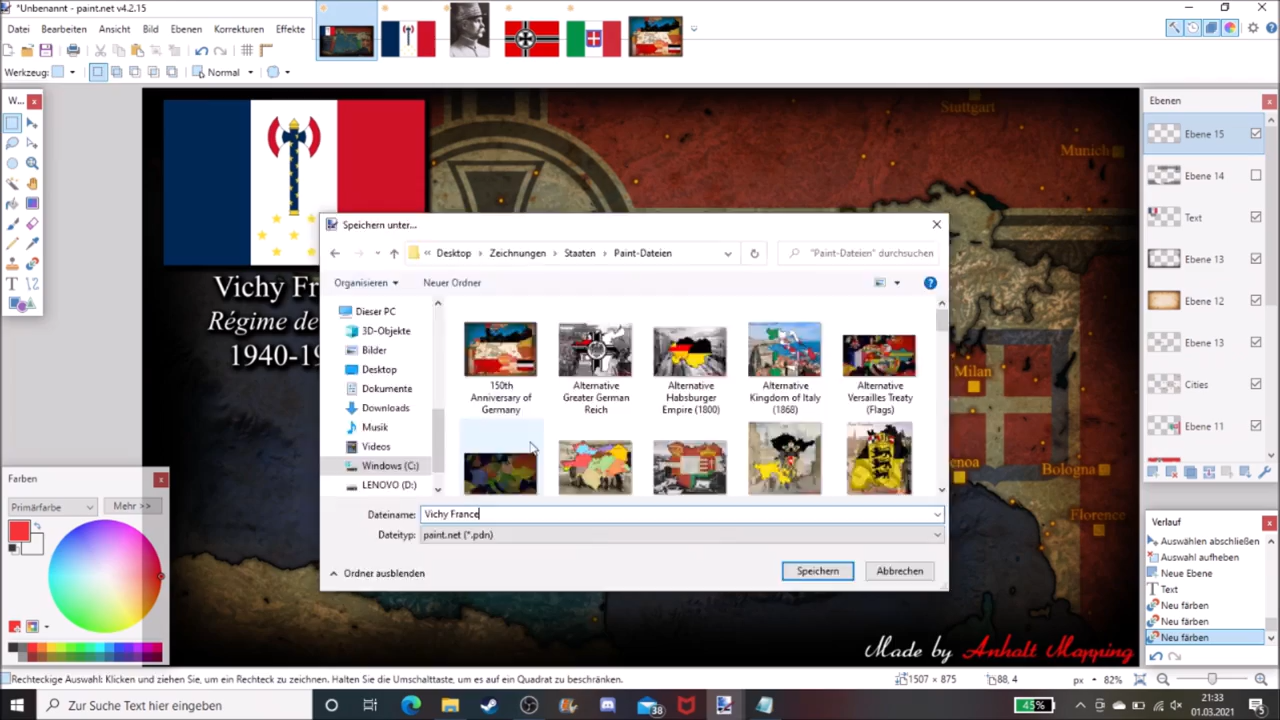 *Unbenannt - paint.net v4.2.15
Datei Bearbeiten Ansicht Bild Ebenen Korrekturen Effekte
Werkzeug: Normal
W...
Stuttgart
Munich
Milan
Bologna
Florence
Vichy Fr
Régime de
1940-19
Made by Anhalt Mapping
Speichern unter...
« Desktop › Zeichnungen › Staaten › Paint-Dateien
"Paint-Dateien" durchsuchen
Organisieren Neuer Ordner
Dieser PC
3D-Objekte
Bilder
Desktop
Dokumente
Downloads
Musik
Videos
Windows (C:)
LENOVO (D:)
150th Anniversary of Germany
Alternative Greater German Reich
Alternative Habsburger Empire (1800)
Alternative Kingdom of Italy (1868)
Alternative Versailles Treaty (Flags)
Dateiname: Vichy France
Dateityp: paint.net (*.pdn)
Ordner ausblenden
Speichern Abbrechen
Ebenen
Ebene 15
Ebene 14
Text
Ebene 13
Ebene 12
Ebene 13
Cities
Ebene 11
Verlauf
Auswählen abschließen
Auswahl aufheben
Neue Ebene
Text
Neu färben
Neu färben
Neu färben
Farben
Primärfarbe Mehr >>
Rechteckige Auswahl: Klicken und ziehen Sie, um ein Rechteck zu zeichnen. Halten Sie die Umschalttaste, um es auf ein Quadrat zu beschränken.
1507 × 875
88, 4
px
82%
Zur Suche Text hier eingeben
38
45%
21:33
01.03.2021
5